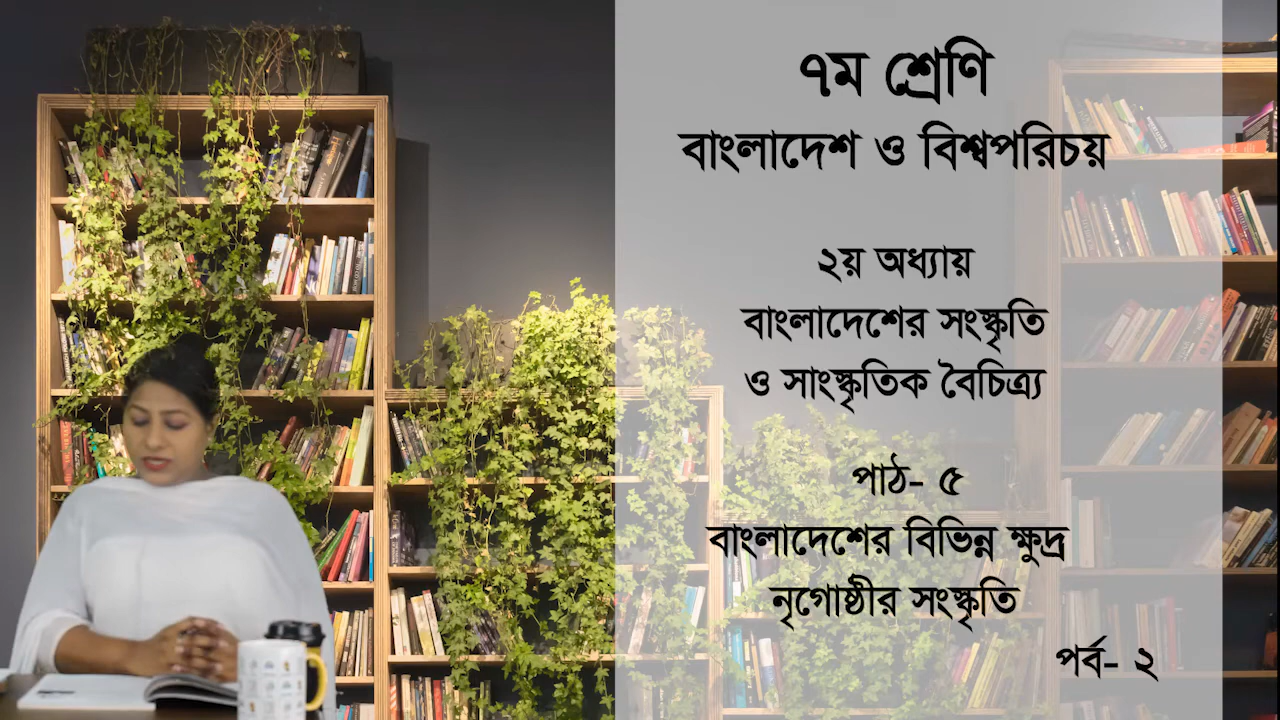 ৭ম শ্রেণি
বাংলাদেশ ও বিশ্বপরিচয়
২য় অধ্যায়
বাংলাদেশের সংস্কৃতি
ও সাংস্কৃতিক বৈচিত্র্য
পাঠ- ৫
বাংলাদেশের বিভিন্ন ক্ষুদ্র
নৃগোষ্ঠীর সংস্কৃতি
পর্ব- ২